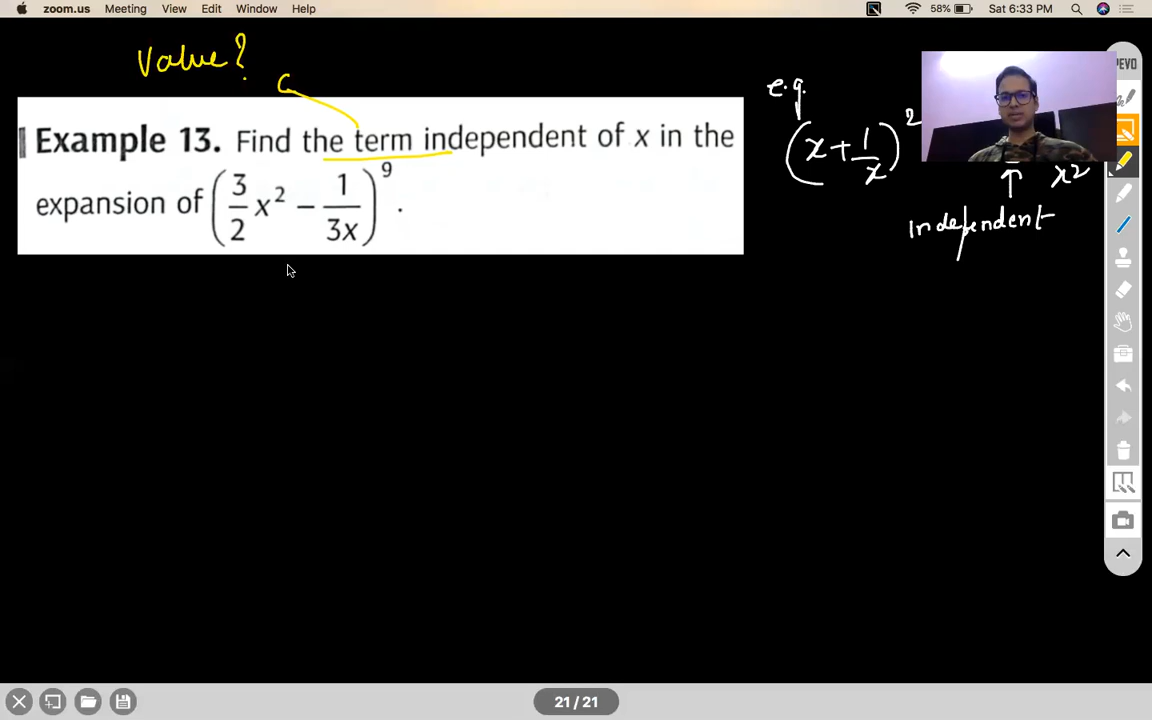 zoom.us Meeting View Edit Window Help 58% Sat 6:33 PM
Value?
e.g.
Example 13. Find the term independent of x in the
expansion of (3/2 x² − 1/3x)⁹.
(x + 1/x)²
x²
independent
21 / 21